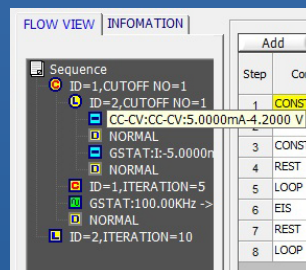 FLOW VIEW INFOMATION
Sequence
C ID=1,CUTOFF NO=1
L ID=2,CUTOFF NO=1
CC-CV:CC-CV:5.0000mA-4.2000 V
D NORMAL
GSTAT:I:-5.0000m
D NORMAL
C ID=1,ITERATION=5
GSTAT:100.00KHz ->
D NORMAL
L ID=2,ITERATION=10
Add
Step Co
1 CONS
3 CONST
4 REST
5 LOOP
6 EIS
7 REST
8 LOOP